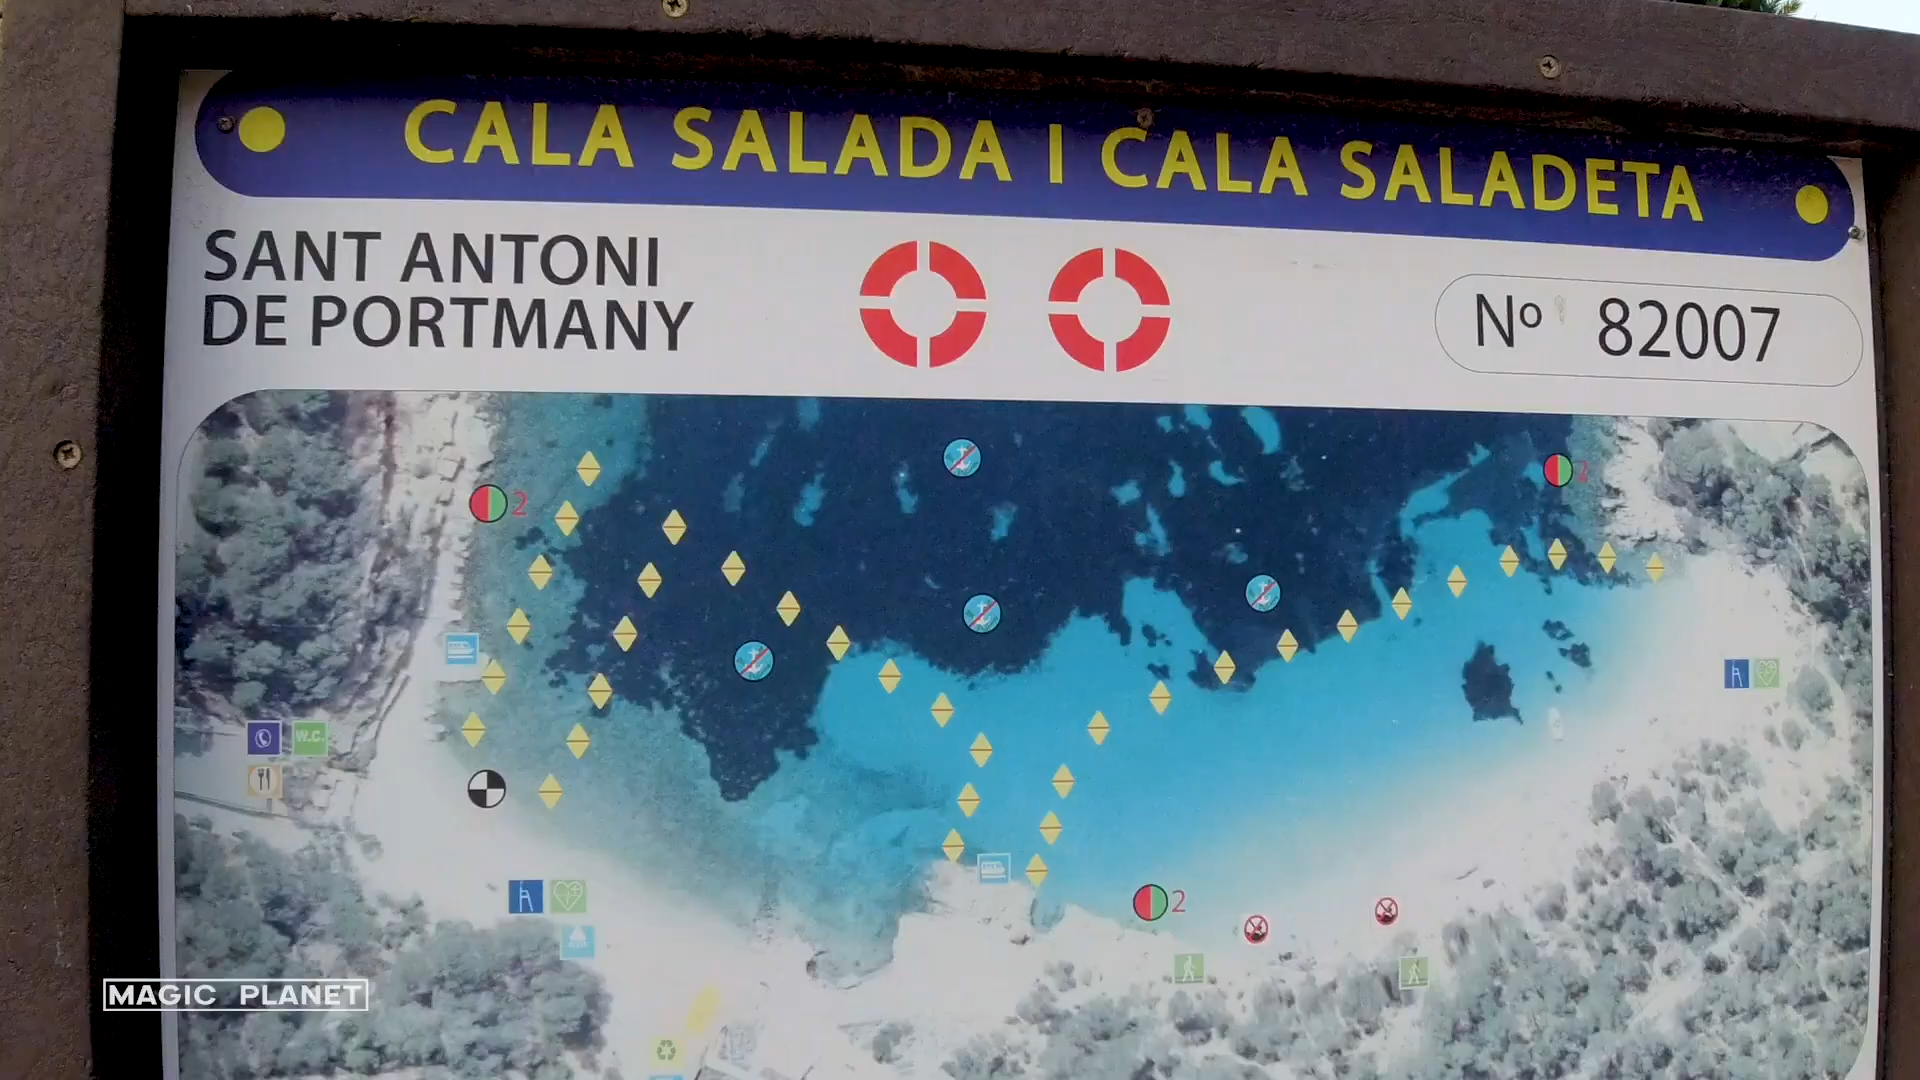 CALA SALADA I CALA SALADETA
SANT ANTONI
DE PORTMANY
Nº 82007
2
2
W.C.
2
MAGIC PLANET